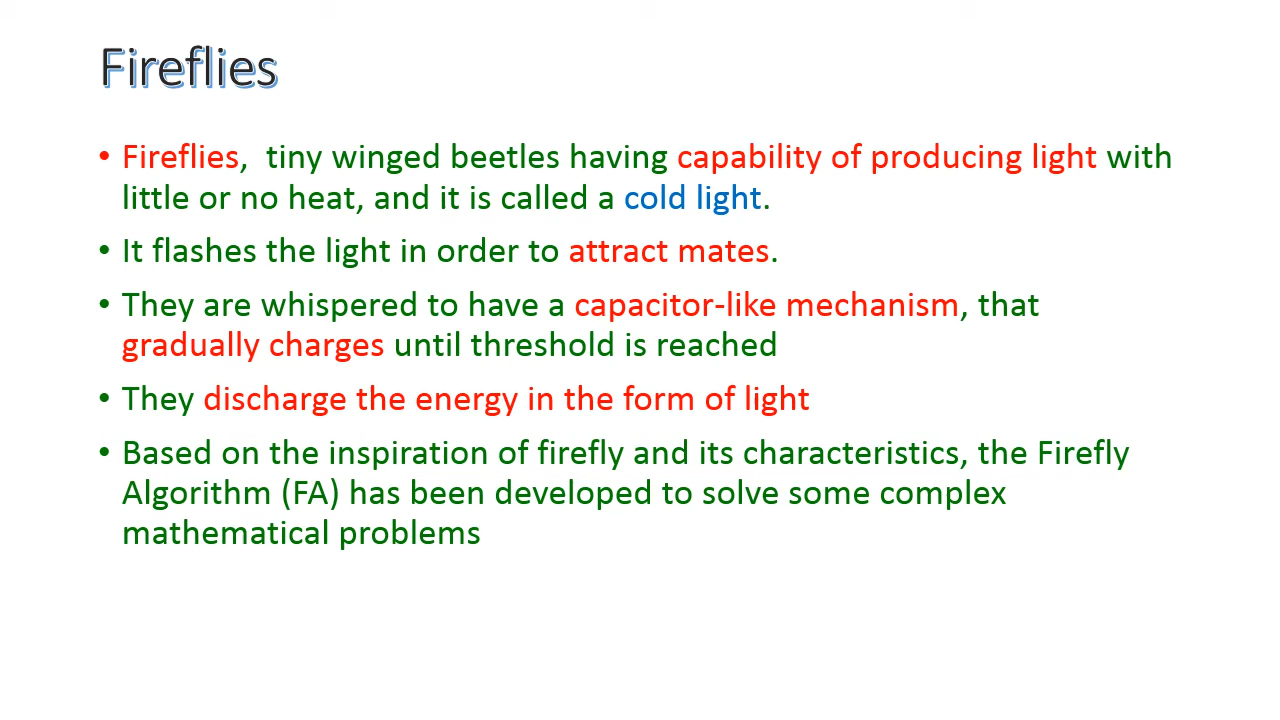 Fireflies
• Fireflies,  tiny winged beetles having capability of producing light with
little or no heat, and it is called a cold light.
• It flashes the light in order to attract mates.
• They are whispered to have a capacitor-like mechanism, that
gradually charges until threshold is reached
• They discharge the energy in the form of light
• Based on the inspiration of firefly and its characteristics, the Firefly
Algorithm (FA) has been developed to solve some complex
mathematical problems